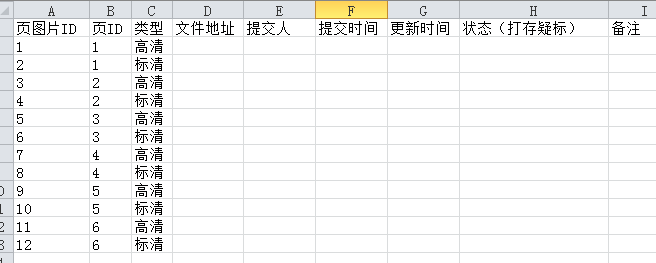 A B C D E F G H I
页图片ID 页ID 类型 文件地址 提交人 提交时间 更新时间 状态（打存疑标） 备注
1 1 高清
2 1 标清
3 2 高清
4 2 标清
5 3 高清
6 3 标清
7 4 高清
8 4 标清
9 5 高清
10 5 标清
11 6 高清
12 6 标清